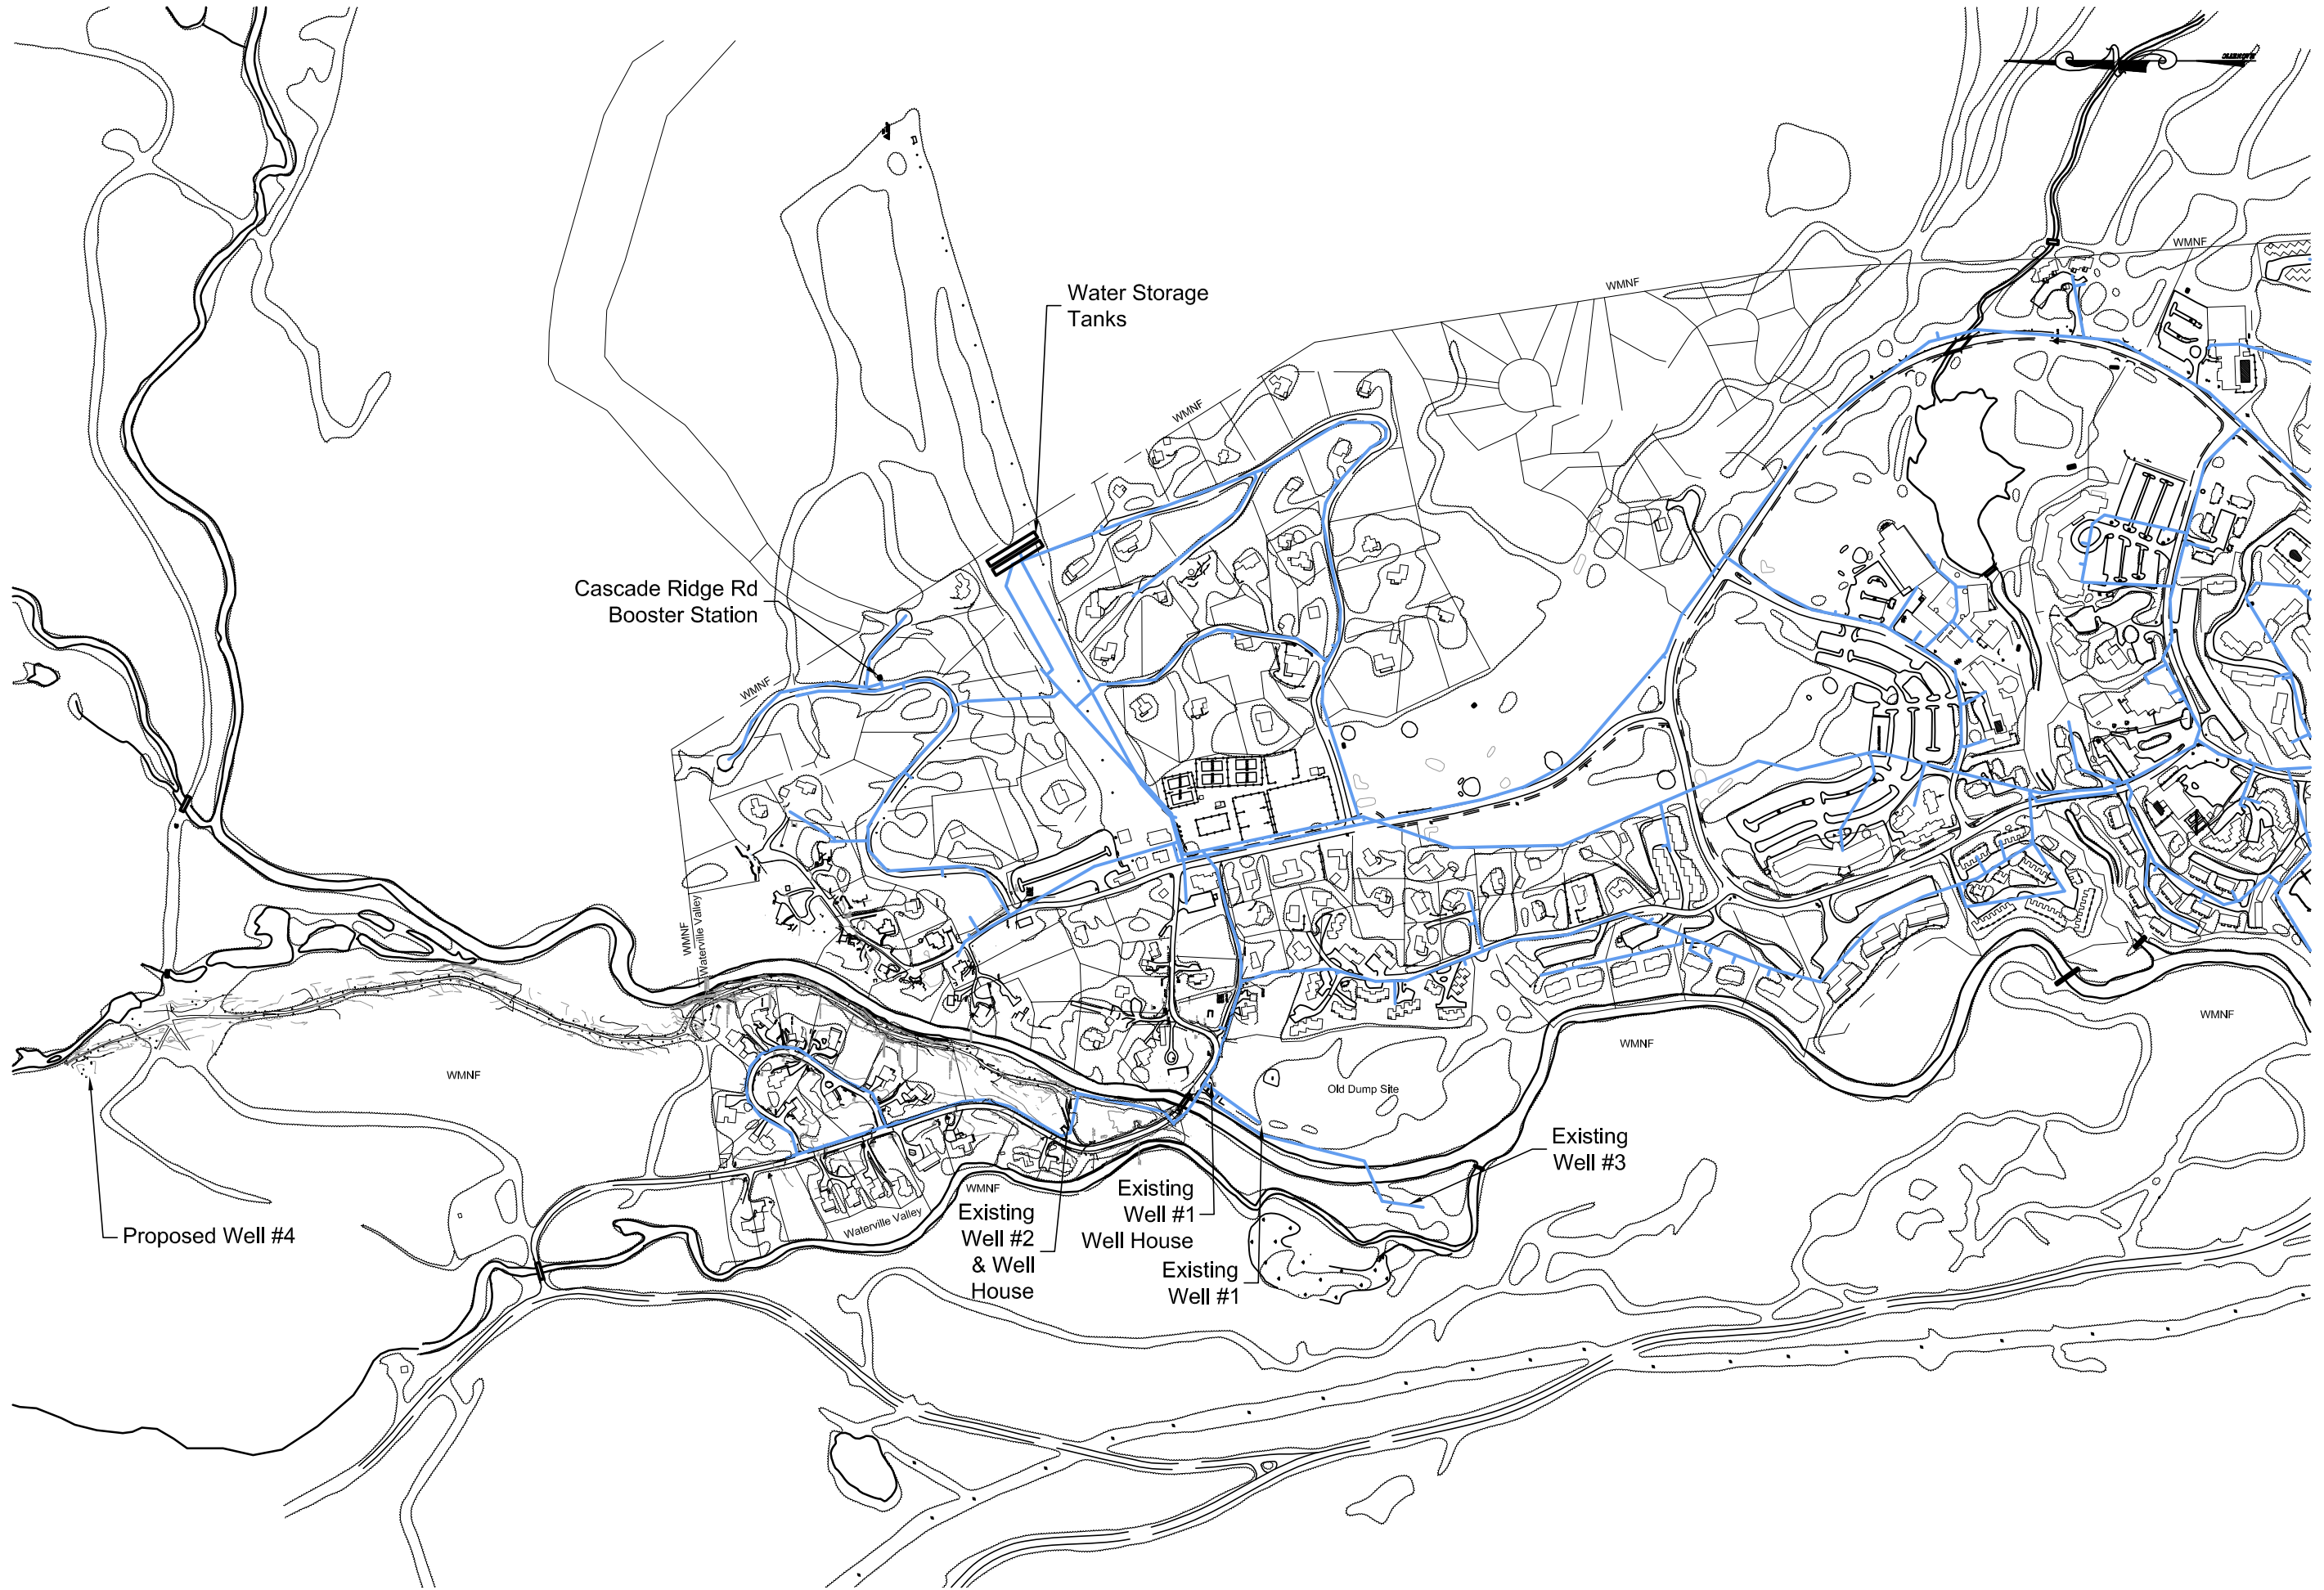 MAGNETIC
WMNF
WMNF
Water Storage
Tanks
WMNF
Cascade Ridge Rd
Booster Station
WMNF
WMNF
Waterville Valley
WMNF
WMNF
WMNF
Old Dump Site
Existing
Well #3
WMNF
Waterville Valley
Existing
Well #2
& Well
House
Existing
Well #1
Well House
Existing
Well #1
Proposed Well #4